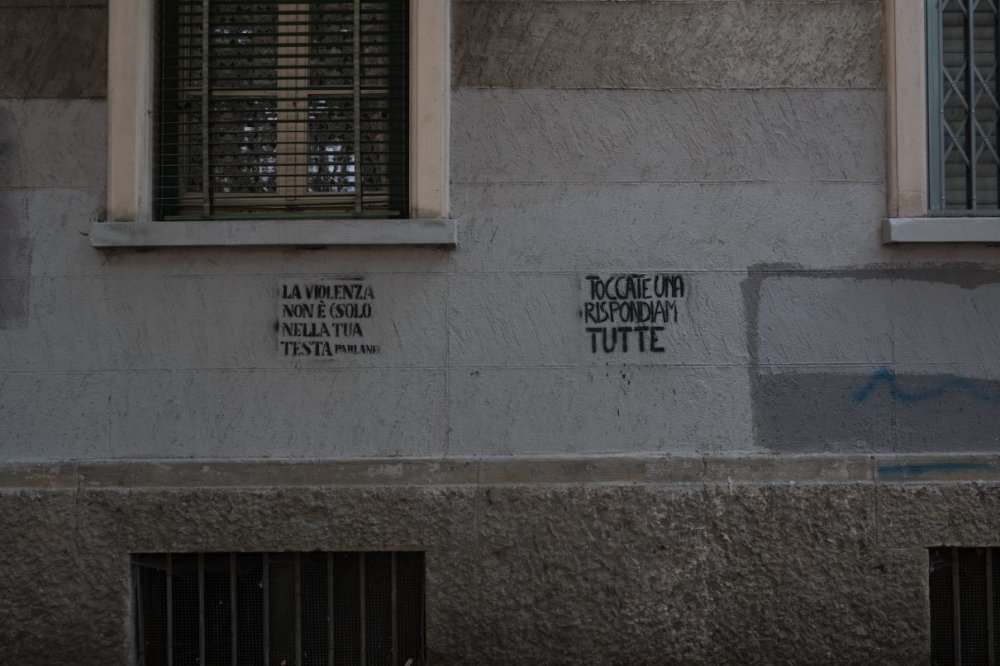 LA VIOLENZA
NON È (SOLO
NELLA TUA
TESTA PARLANE
TOCCATE UNA
RISPONDIAM
TUTTE